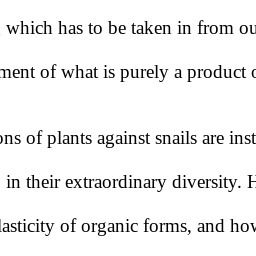 which has to be taken in from ou
ment of what is purely a product o
ons of plants against snails are inst
in their extraordinary diversity. H
lasticity of organic forms, and how